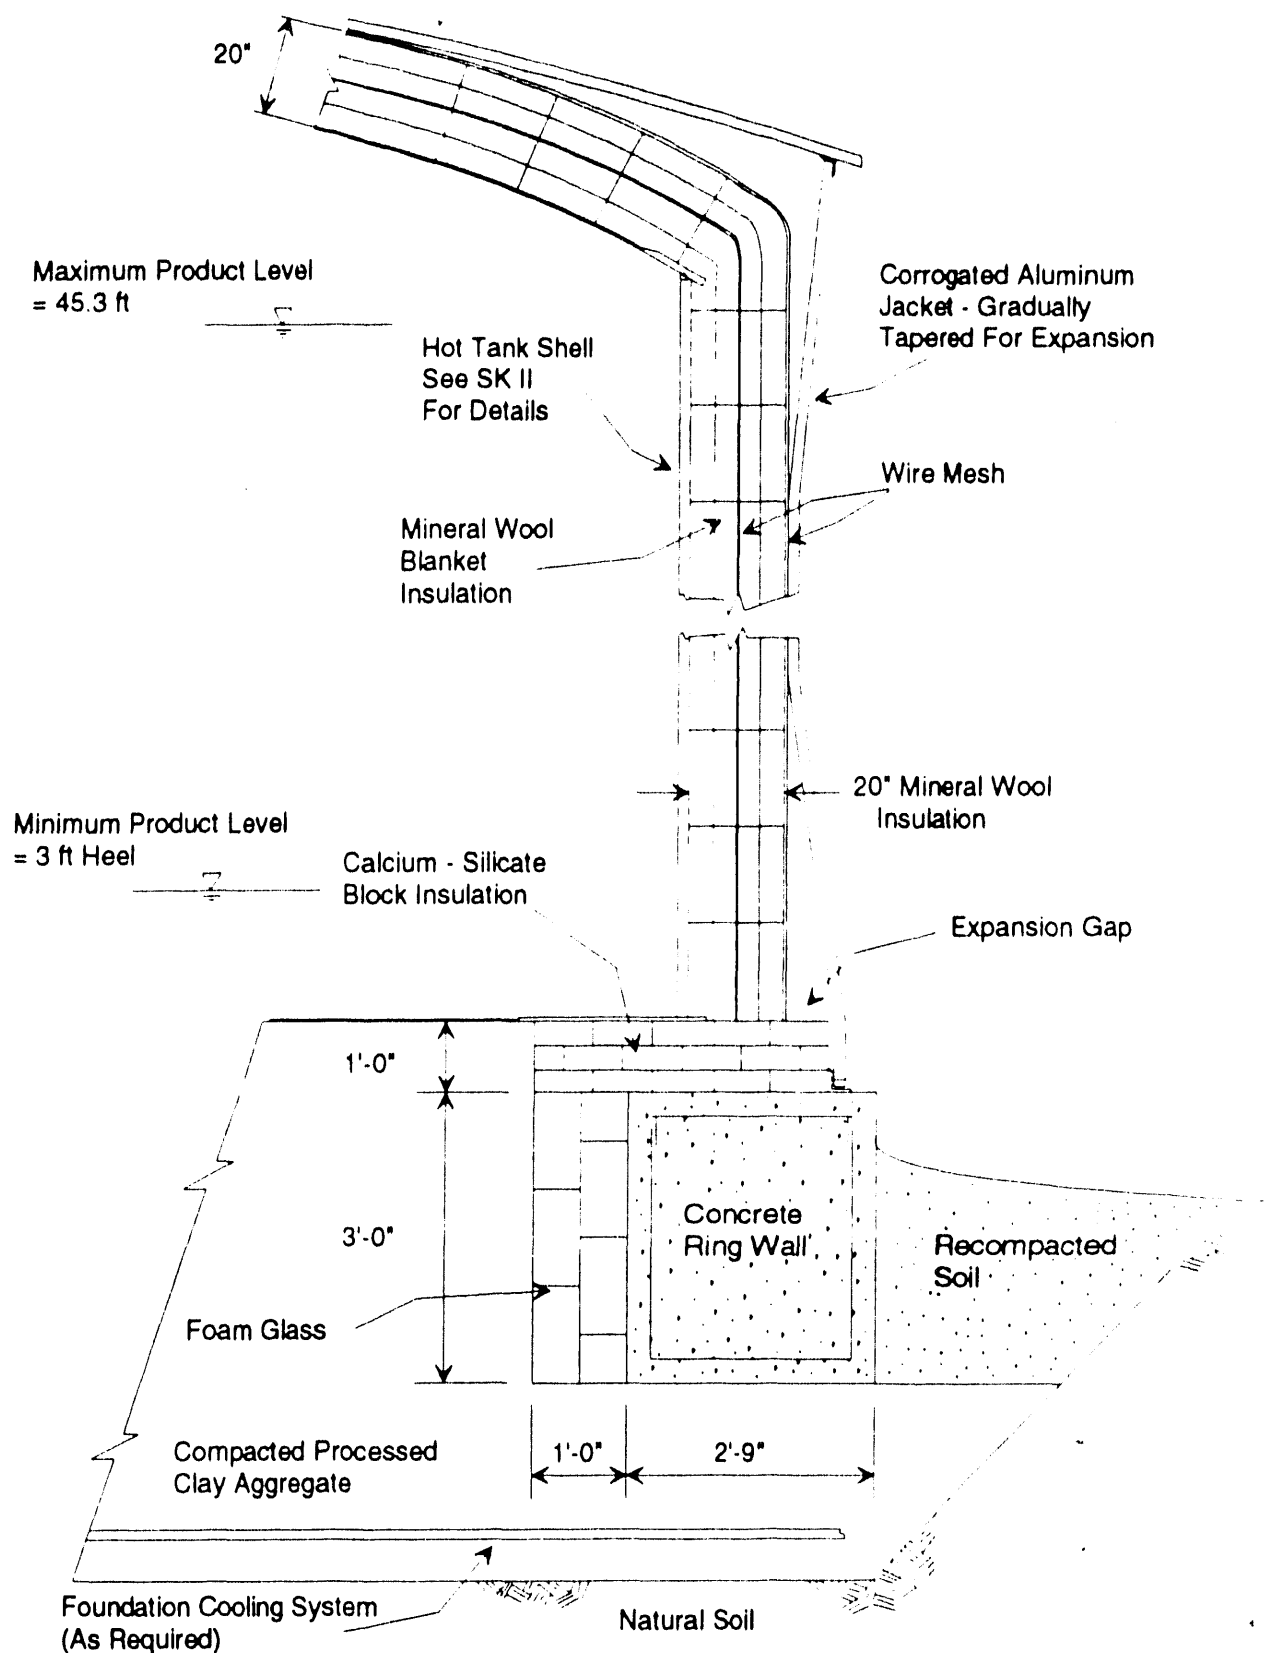 20"
Maximum Product Level
= 45.3 ft
Corrogated Aluminum
Jacket - Gradually
Tapered For Expansion
Hot Tank Shell
See SK II
For Details
Wire Mesh
Mineral Wool
Blanket
Insulation
20" Mineral Wool
Insulation
Minimum Product Level
= 3 ft Heel
Calcium - Silicate
Block Insulation
Expansion Gap
1'-0"
3'-0"
Concrete
Ring Wall
Recompacted
Soil
Foam Glass
Compacted Processed
Clay Aggregate
1'-0"
2'-9"
Foundation Cooling System
(As Required)
Natural Soil